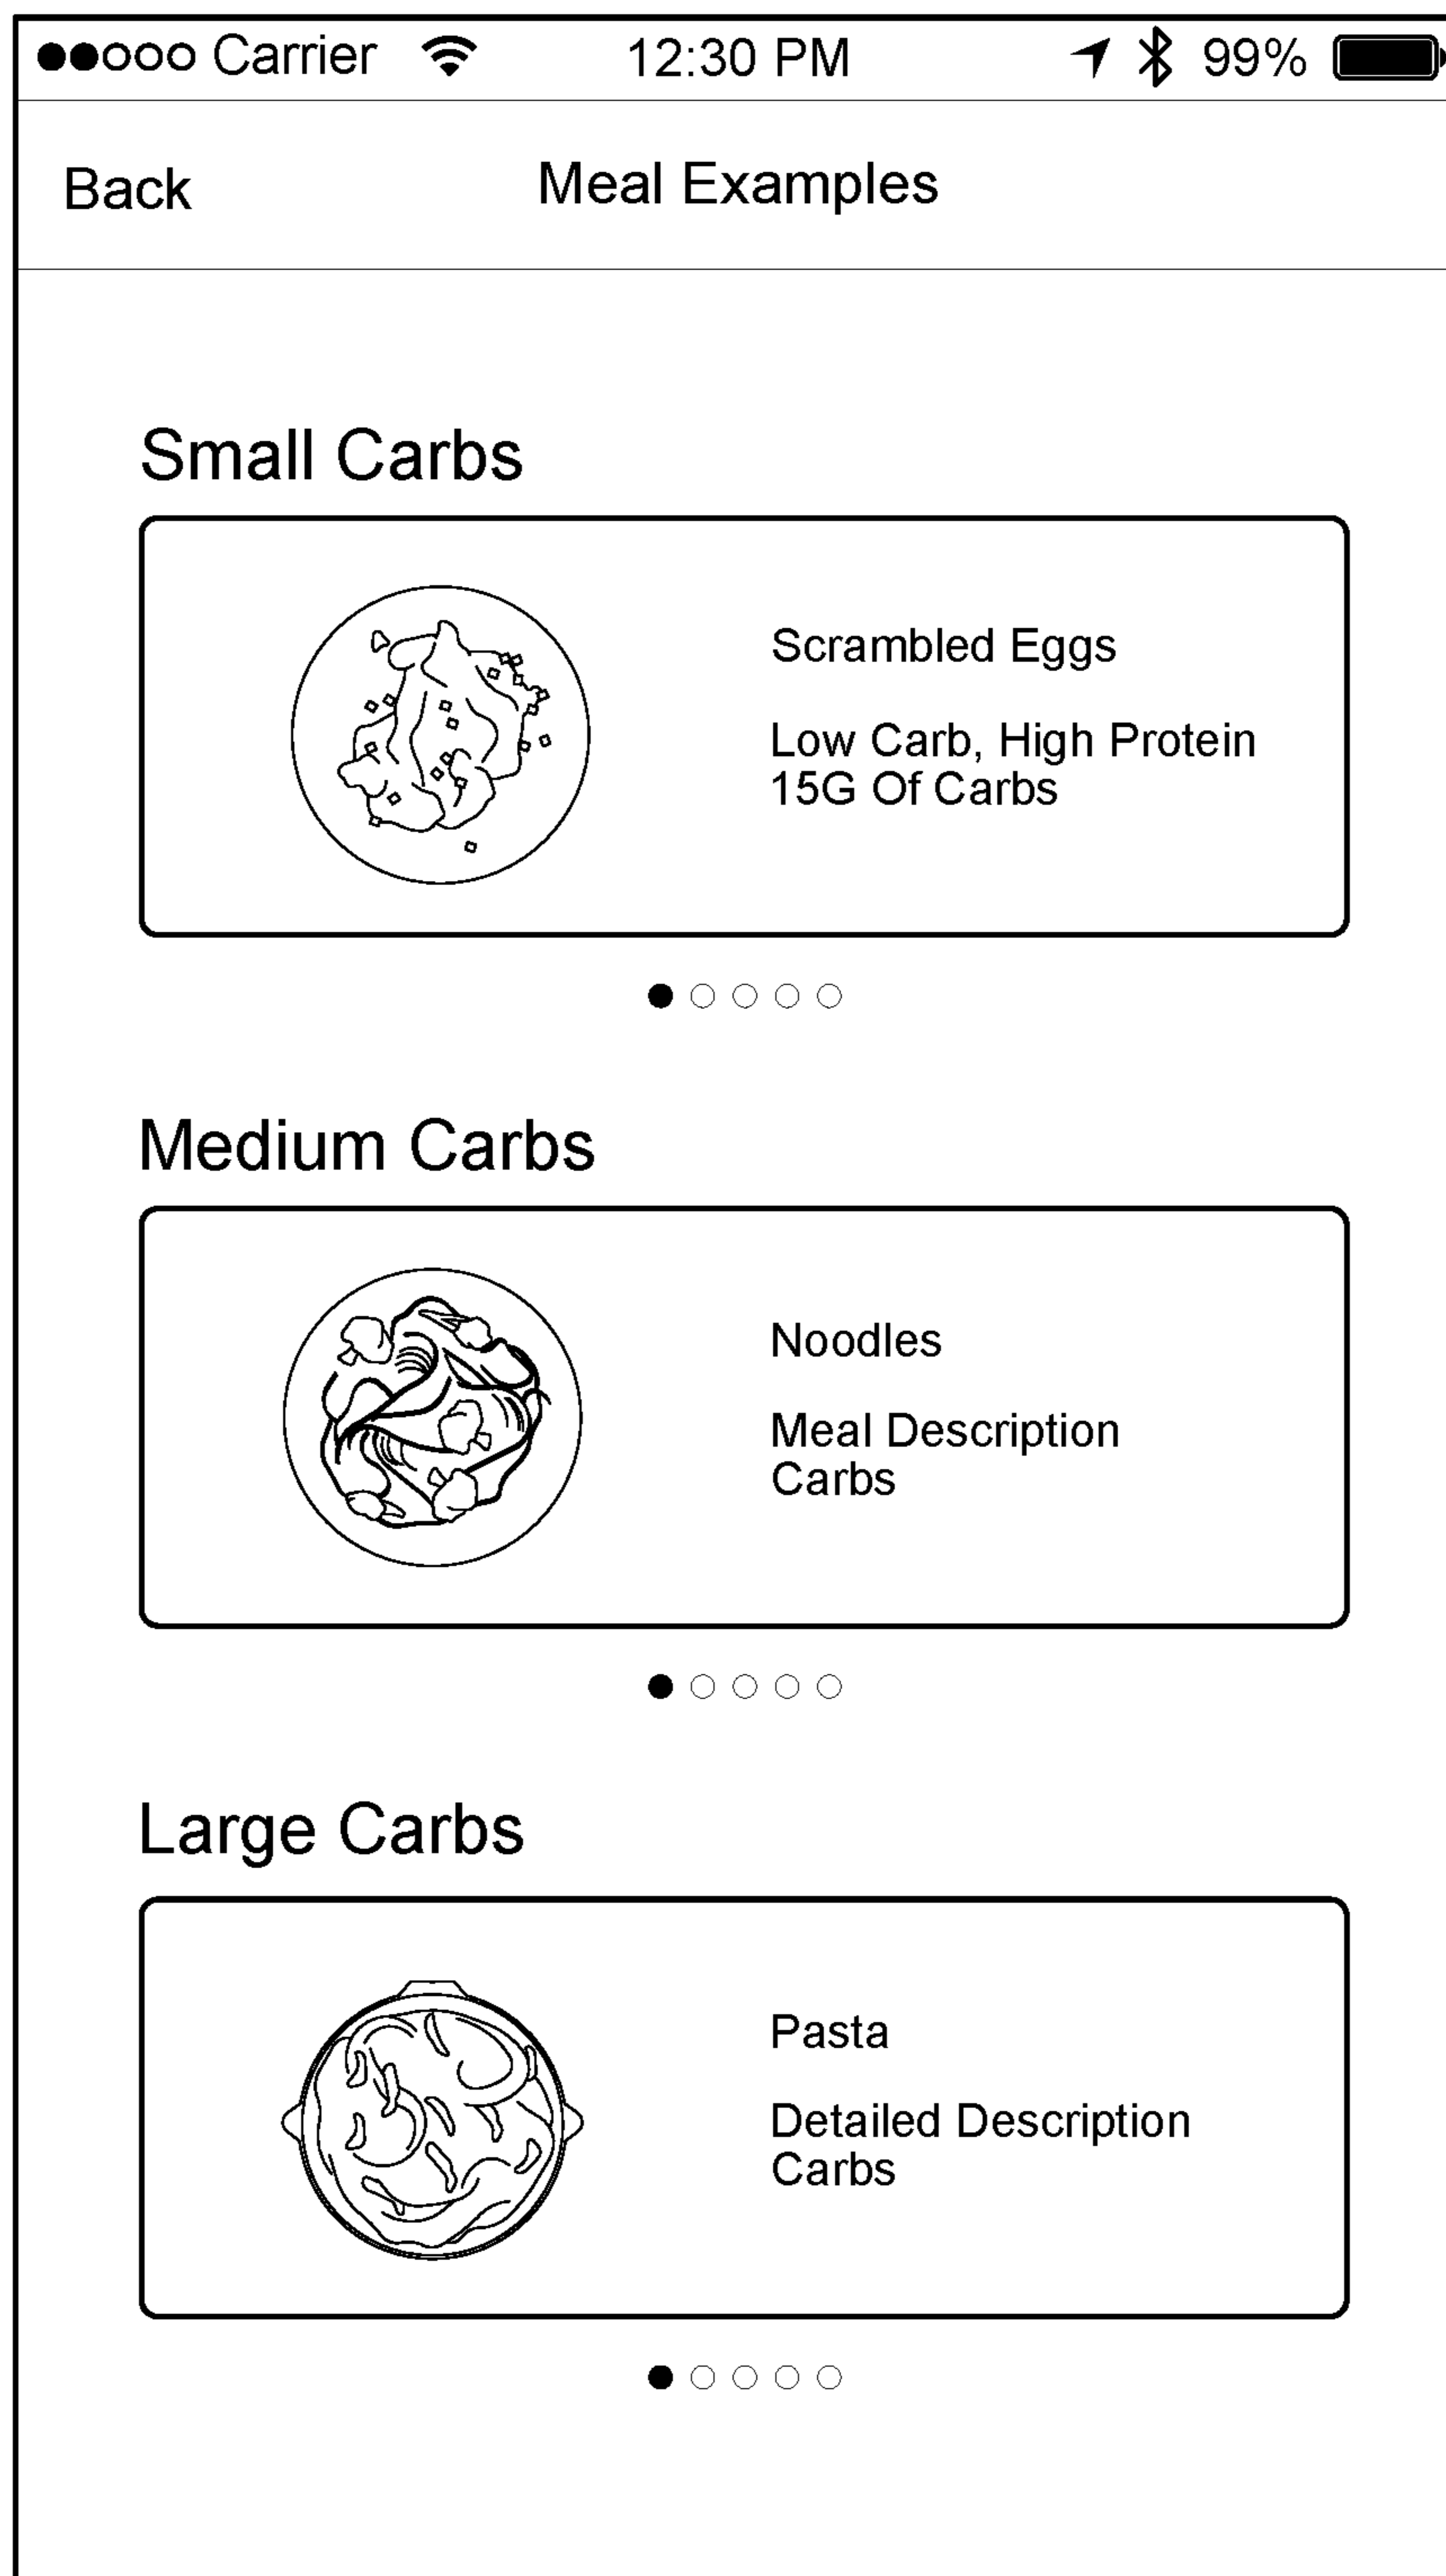 Carrier 12:30 PM 99%
Back Meal Examples
Small Carbs
Scrambled Eggs
Low Carb, High Protein
15G Of Carbs
Medium Carbs
Noodles
Meal Description
Carbs
Large Carbs
Pasta
Detailed Description
Carbs